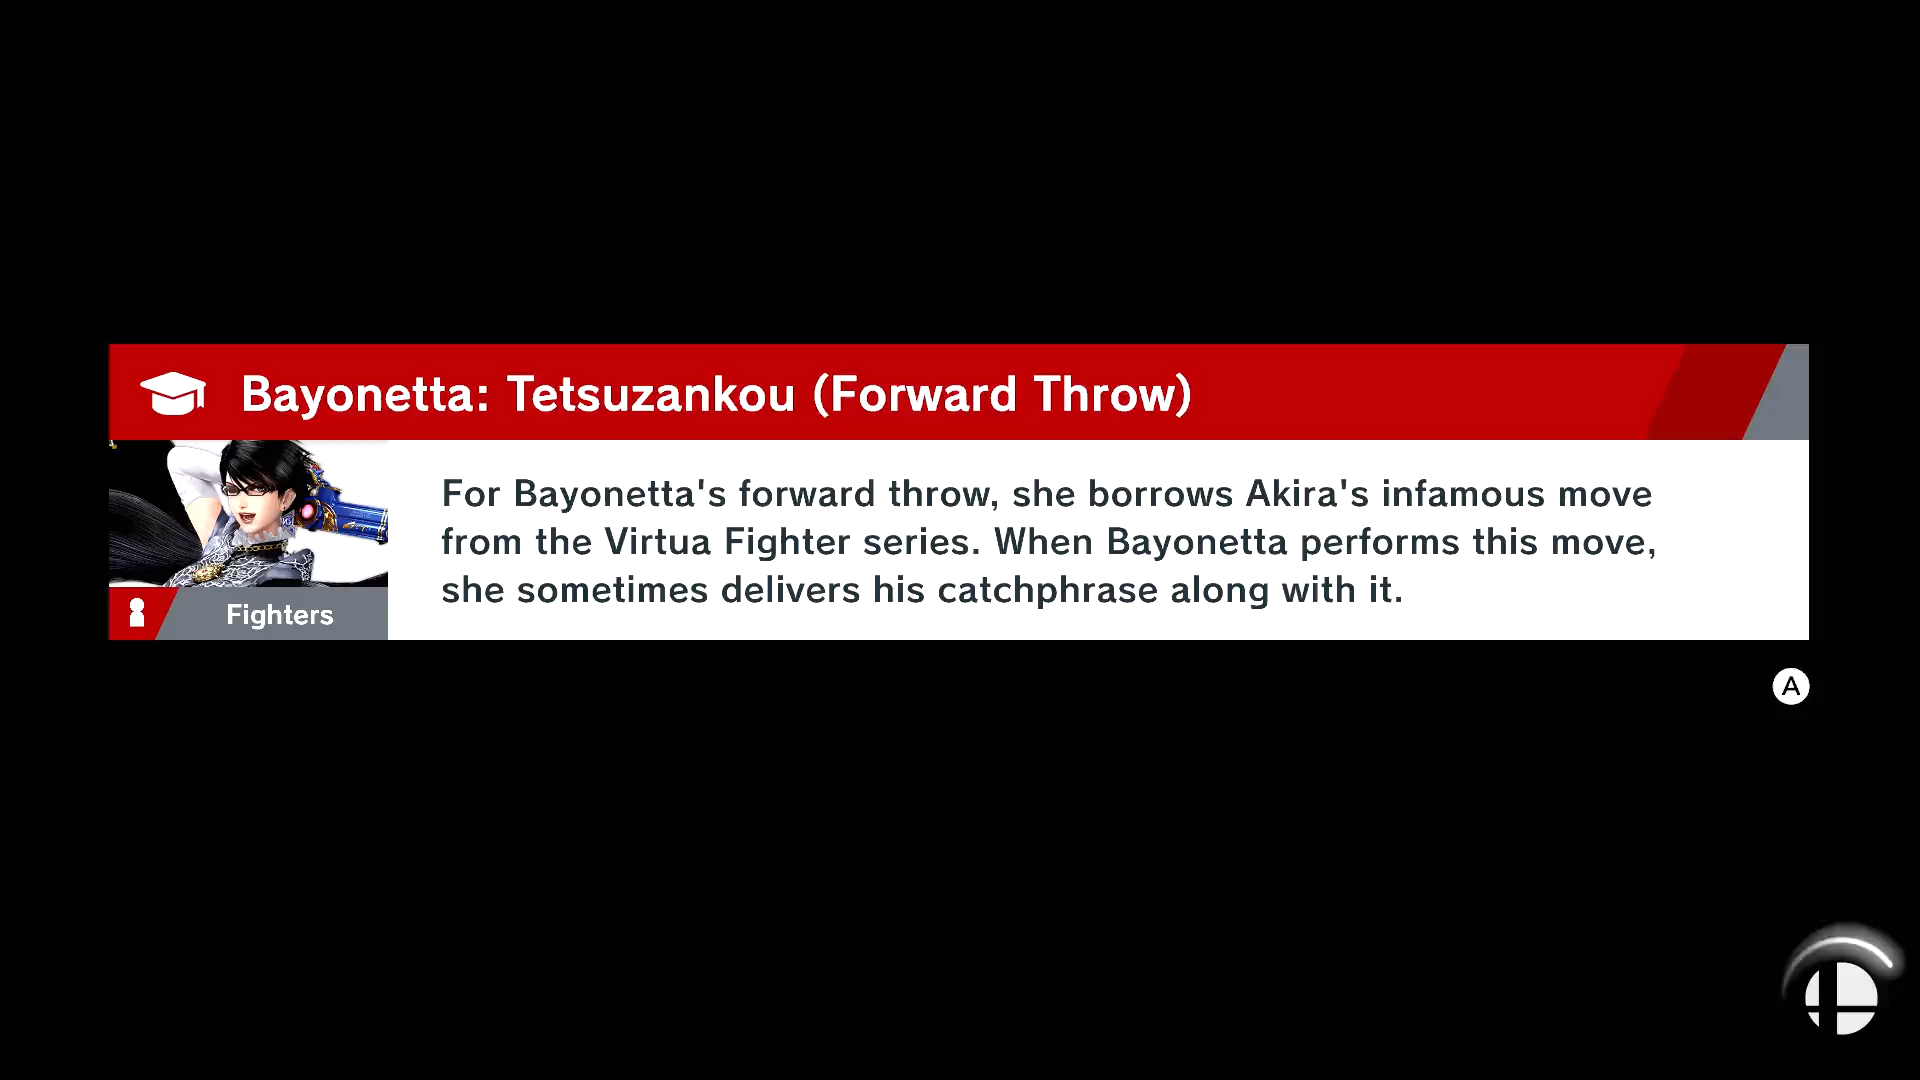 Bayonetta: Tetsuzankou (Forward Throw)
For Bayonetta's forward throw, she borrows Akira's infamous move
from the Virtua Fighter series. When Bayonetta performs this move,
she sometimes delivers his catchphrase along with it.
Fighters
A